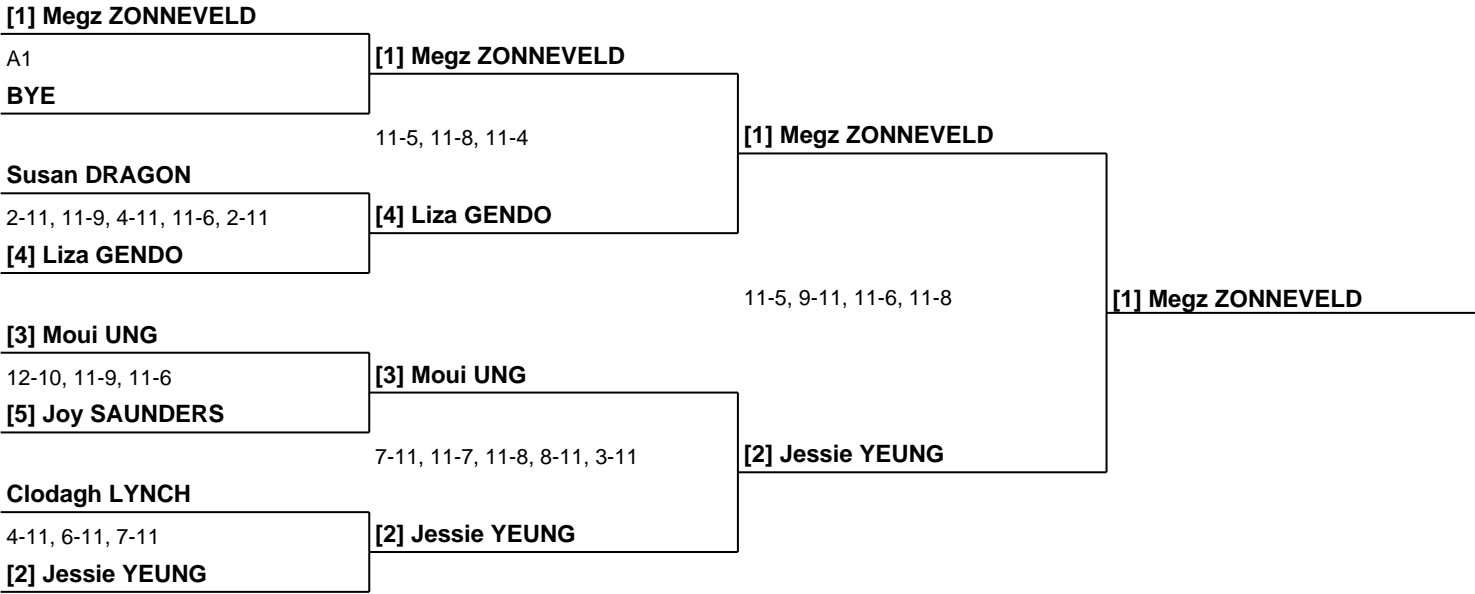 [1] Megz ZONNEVELD
A1
BYE
[1] Megz ZONNEVELD
11-5, 11-8, 11-4
Susan DRAGON
2-11, 11-9, 4-11, 11-6, 2-11
[4] Liza GENDO
[4] Liza GENDO
[1] Megz ZONNEVELD
11-5, 9-11, 11-6, 11-8
[1] Megz ZONNEVELD
[3] Moui UNG
12-10, 11-9, 11-6
[5] Joy SAUNDERS
[3] Moui UNG
7-11, 11-7, 11-8, 8-11, 3-11
[2] Jessie YEUNG
Clodagh LYNCH
4-11, 6-11, 7-11
[2] Jessie YEUNG
[2] Jessie YEUNG